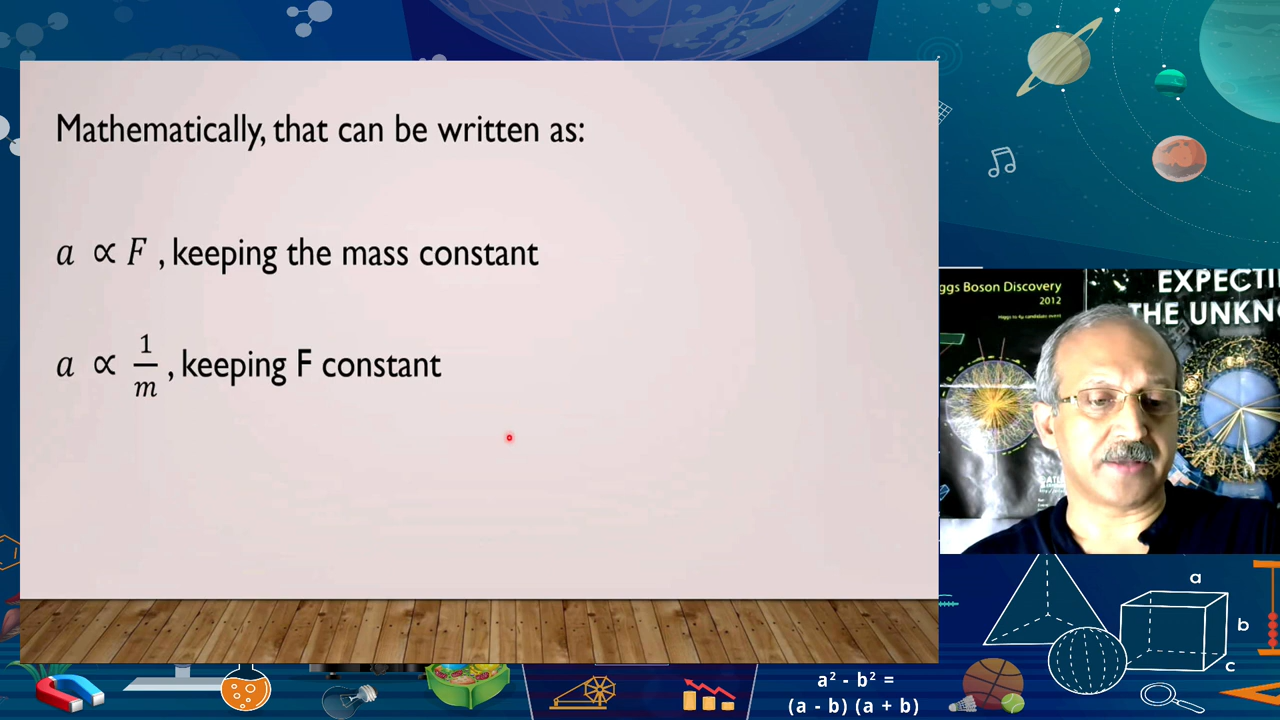 Mathematically, that can be written as:
a ∝ F , keeping the mass constant
a ∝ 1/m , keeping F constant
ggs Boson Discovery
2012
EXPECTI
THE UNKN
a
b
c
a² - b² =
(a - b) (a + b)